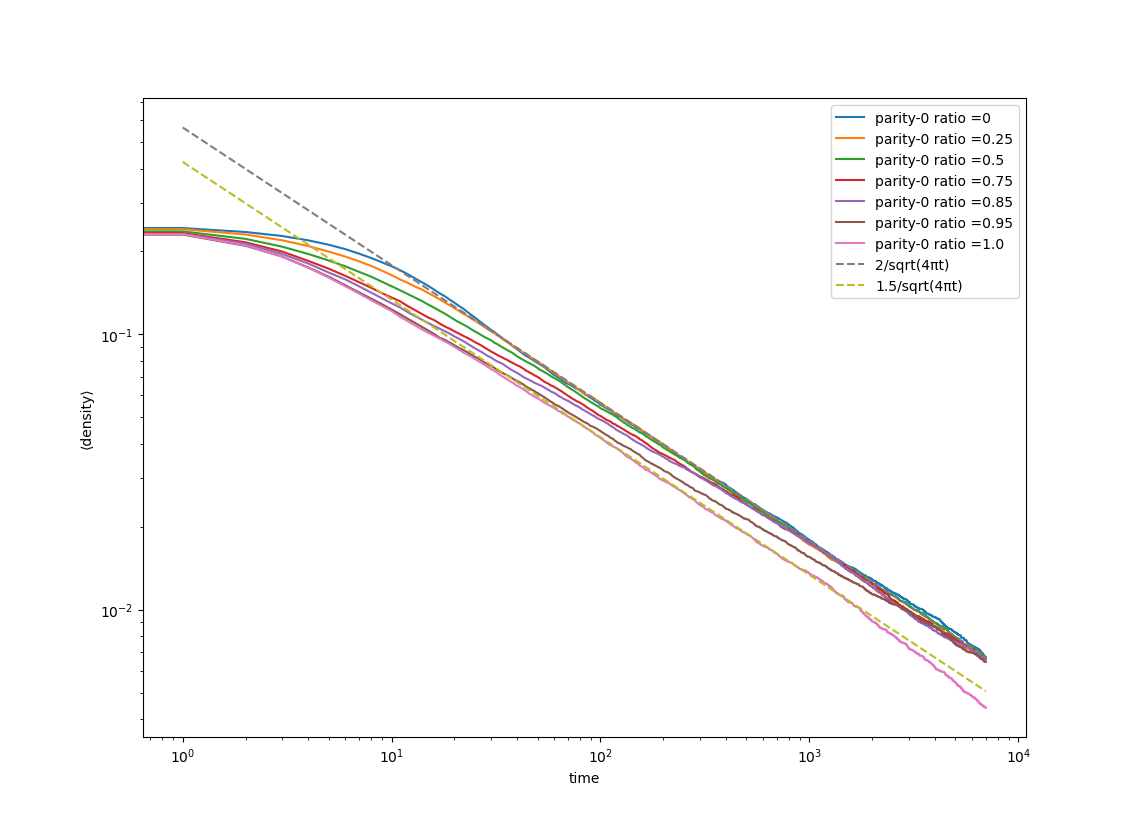 parity-0 ratio =0
parity-0 ratio =0.25
parity-0 ratio =0.5
parity-0 ratio =0.75
parity-0 ratio =0.85
parity-0 ratio =0.95
parity-0 ratio =1.0
2/sqrt(4πt)
1.5/sqrt(4πt)
10⁻¹
10⁻²
⟨density⟩
10⁰ 10¹ 10² 10³ 10⁴
time